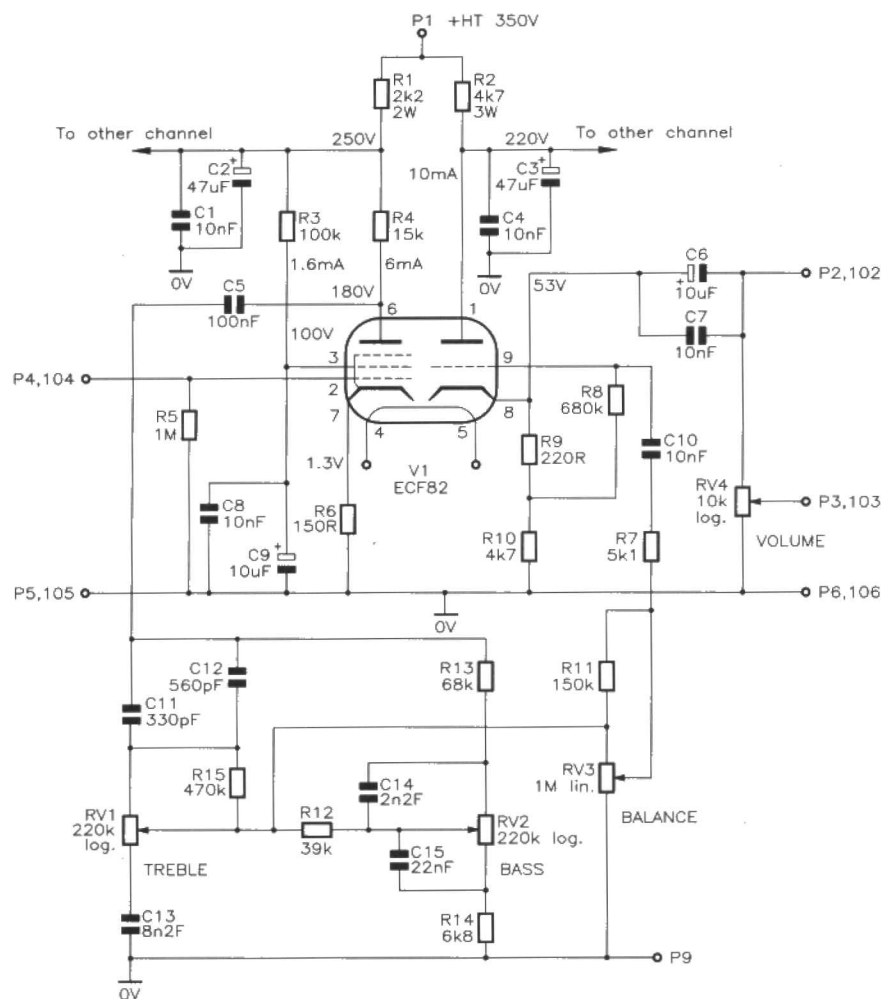 P1 +HT 350V
R1
2k2
2W
R2
4k7
3W
To other channel
250V
220V
To other channel
C2
47uF
+
10mA
C3
47uF
+
C1
10nF
R3
100k
R4
15k
C4
10nF
C6
10uF
+
P2,102
1.6mA
6mA
0V
0V
53V
C5
100nF
180V
6
1
C7
10nF
100V
3
9
P4,104
2
R8
680k
7
8
4
5
R5
1M
R9
220R
C10
10nF
1.3V
V1
ECF82
RV4
10k
log.
P3,103
C8
10nF
R6
150R
VOLUME
C9
10uF
+
R10
4k7
R7
5k1
P5,105
P6,106
0V
C12
560pF
R13
68k
R11
150k
C11
330pF
R15
470k
C14
2n2F
RV3
1M lin.
RV1
220k
log.
R12
39k
RV2
220k log.
BALANCE
C15
22nF
TREBLE
BASS
C13
8n2F
R14
6k8
P9
0V